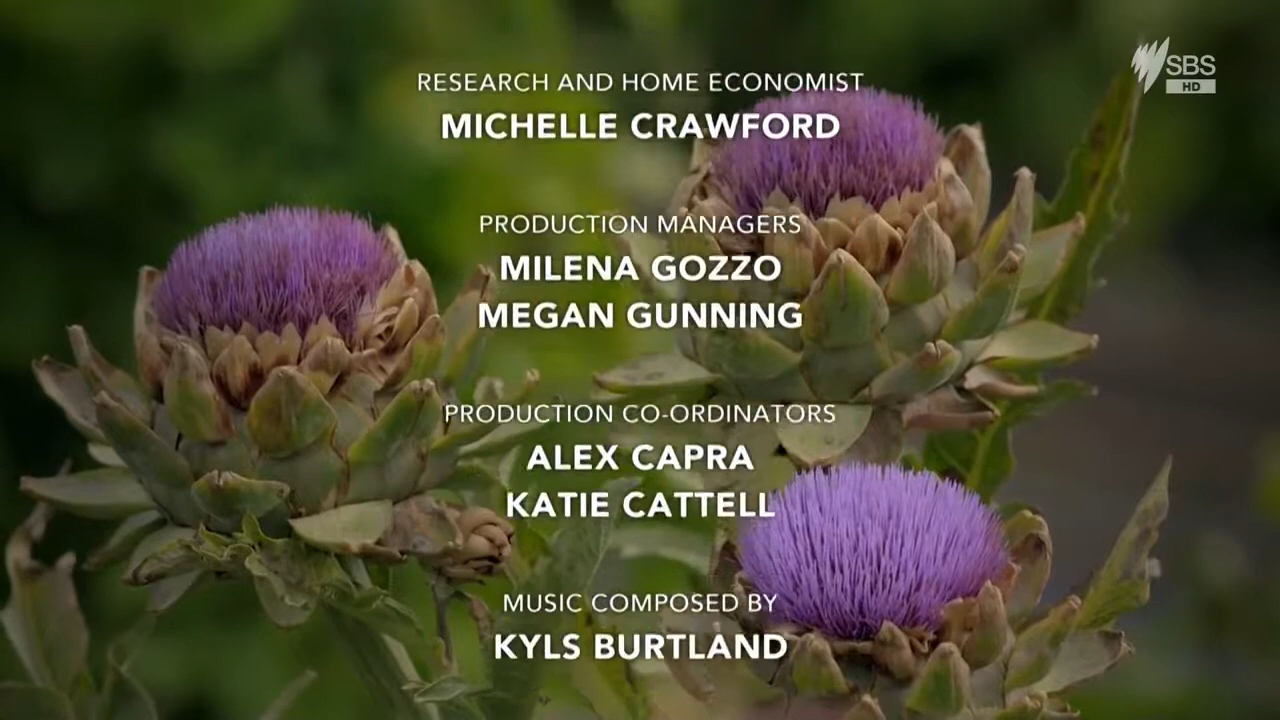 SBS
HD
RESEARCH AND HOME ECONOMIST
MICHELLE CRAWFORD
PRODUCTION MANAGERS
MILENA GOZZO
MEGAN GUNNING
PRODUCTION CO-ORDINATORS
ALEX CAPRA
KATIE CATTELL
MUSIC COMPOSED BY
KYLS BURTLAND